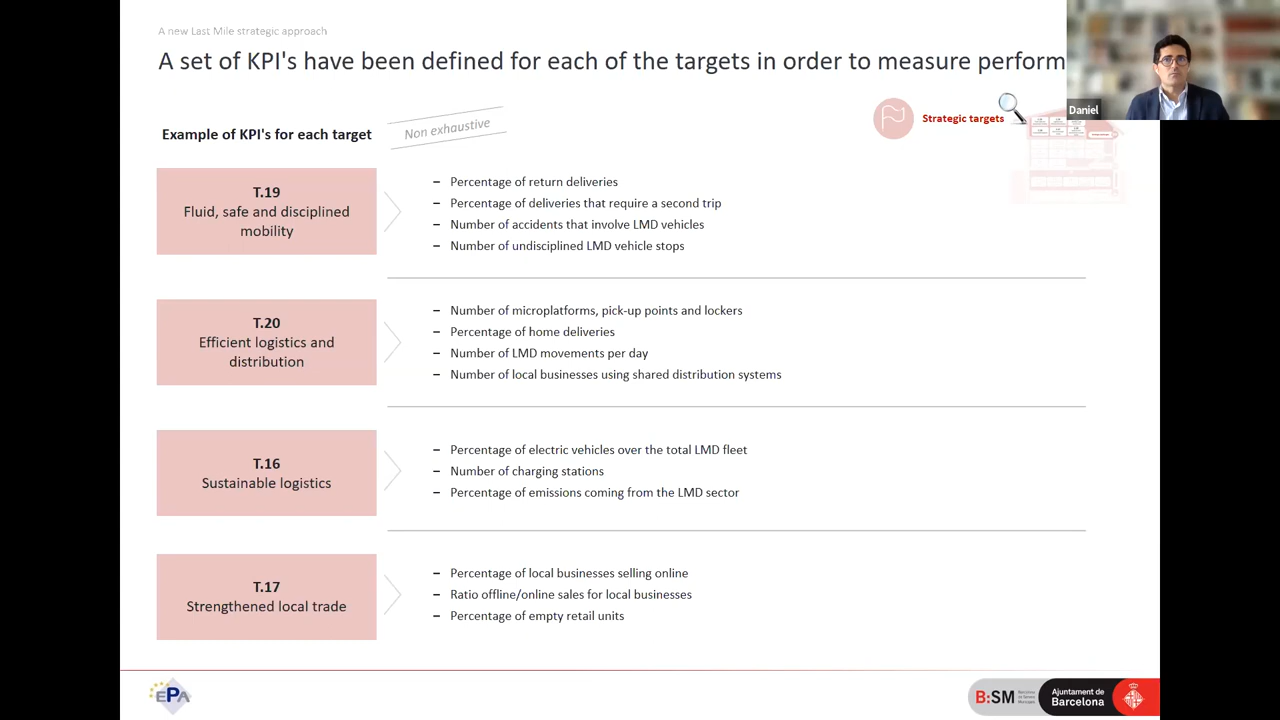 A new Last Mile strategic approach
A set of KPI's have been defined for each of the targets in order to measure perform
Daniel
Example of KPI's for each target
Non exhaustive
Strategic targets
T.19
Fluid, safe and disciplined
mobility
– Percentage of return deliveries
– Percentage of deliveries that require a second trip
– Number of accidents that involve LMD vehicles
– Number of undisciplined LMD vehicle stops
T.20
Efficient logistics and
distribution
– Number of microplatforms, pick-up points and lockers
– Percentage of home deliveries
– Number of LMD movements per day
– Number of local businesses using shared distribution systems
T.16
Sustainable logistics
– Percentage of electric vehicles over the total LMD fleet
– Number of charging stations
– Percentage of emissions coming from the LMD sector
T.17
Strengthened local trade
– Percentage of local businesses selling online
– Ratio offline/online sales for local businesses
– Percentage of empty retail units
EPA
B:SM
Ajuntament de
Barcelona